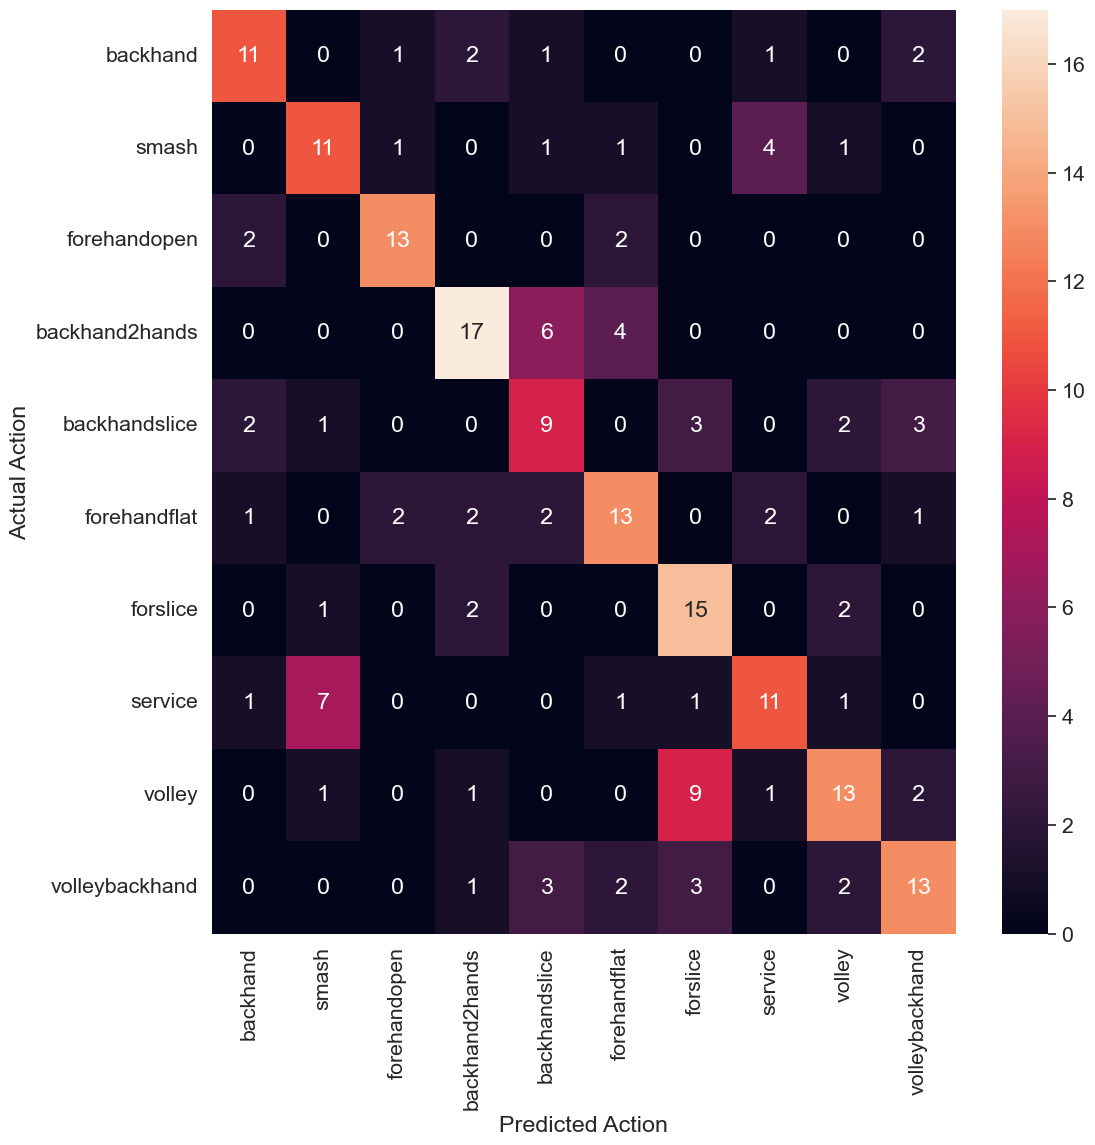 backhand 11 0 1 2 1 0 0 1 0 2
smash 0 11 1 0 1 1 0 4 1 0
forehandopen 2 0 13 0 0 2 0 0 0 0
backhand2hands 0 0 0 17 6 4 0 0 0 0
backhandslice 2 1 0 0 9 0 3 0 2 3
forehandflat 1 0 2 2 2 13 0 2 0 1
forslice 0 1 0 2 0 0 15 0 2 0
service 1 7 0 0 0 1 1 11 1 0
volley 0 1 0 1 0 0 9 1 13 2
volleybackhand 0 0 0 1 3 2 3 0 2 13
Actual Action
backhand
smash
forehandopen
backhand2hands
backhandslice
forehandflat
forslice
service
volley
volleybackhand
Predicted Action
16
14
12
10
8
6
4
2
0